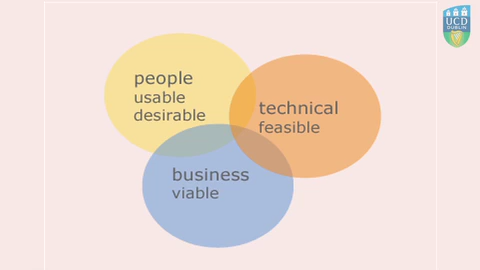 people
usable
desirable
technical
feasible
business
viable
UCD
DUBLIN